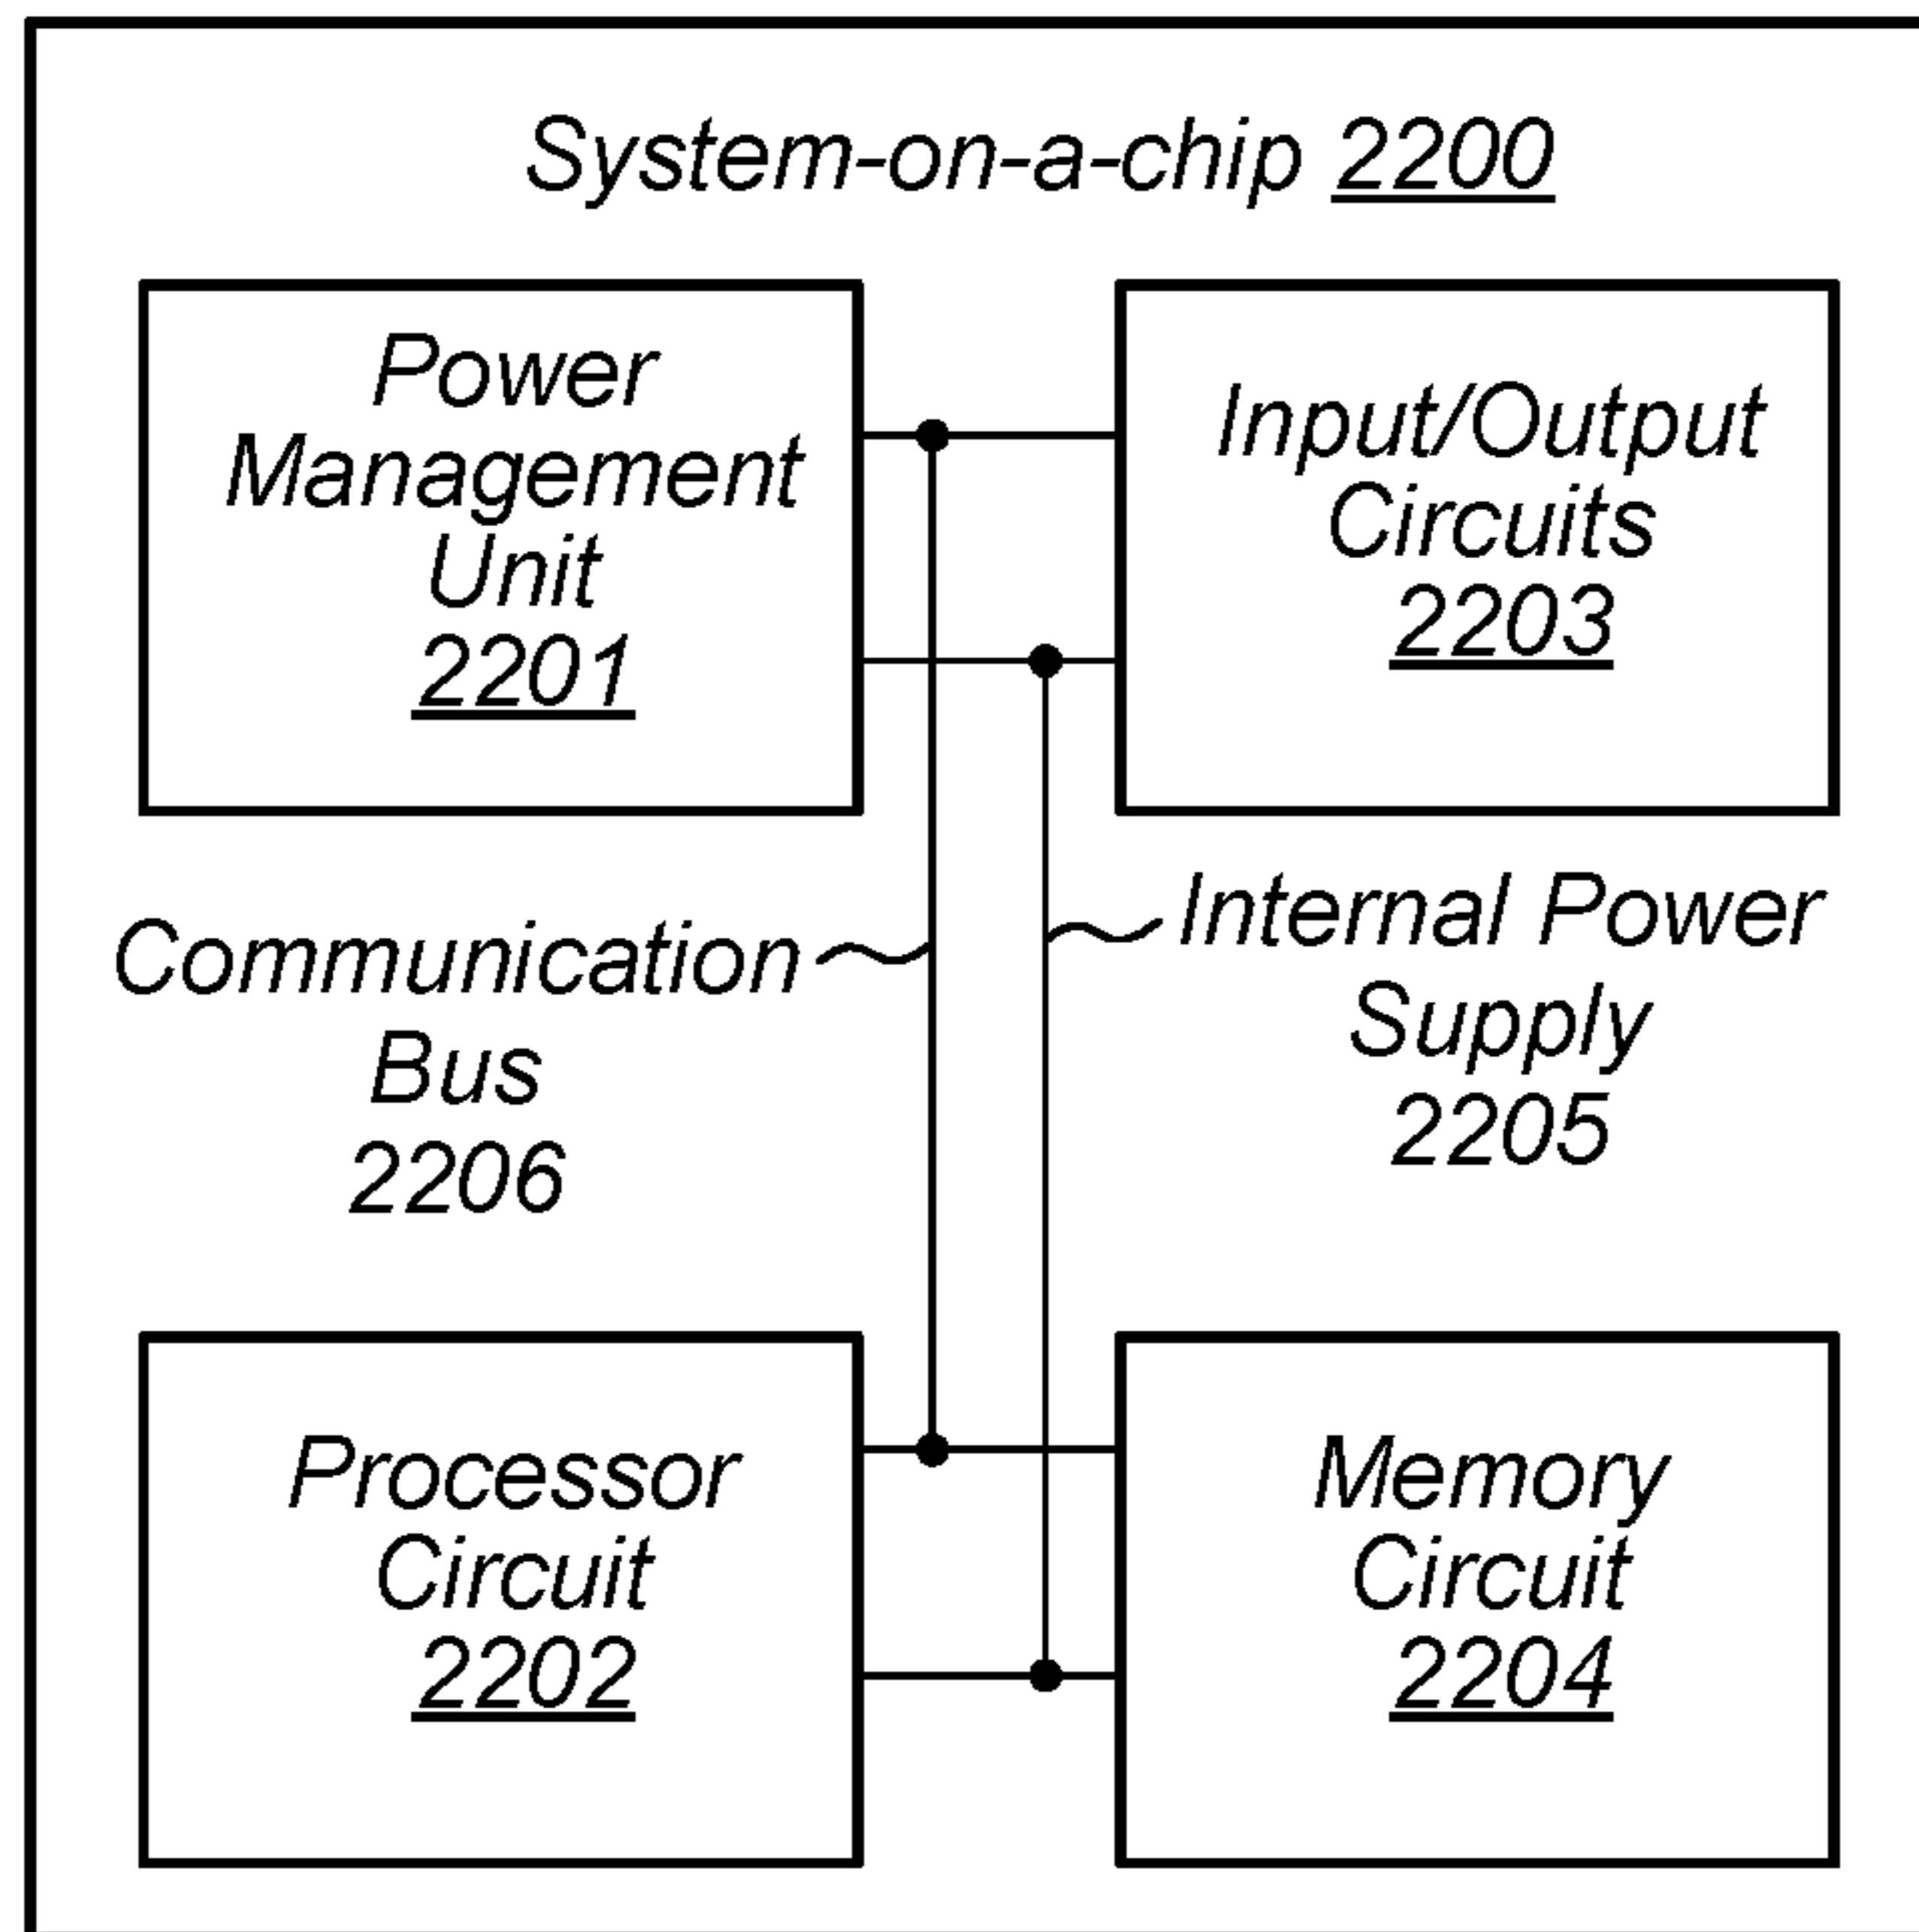 System-on-a-chip 2200
Power
Management
Unit
2201
Input/Output
Circuits
2203
Communication
Bus
2206
Internal Power
Supply
2205
Processor
Circuit
2202
Memory
Circuit
2204